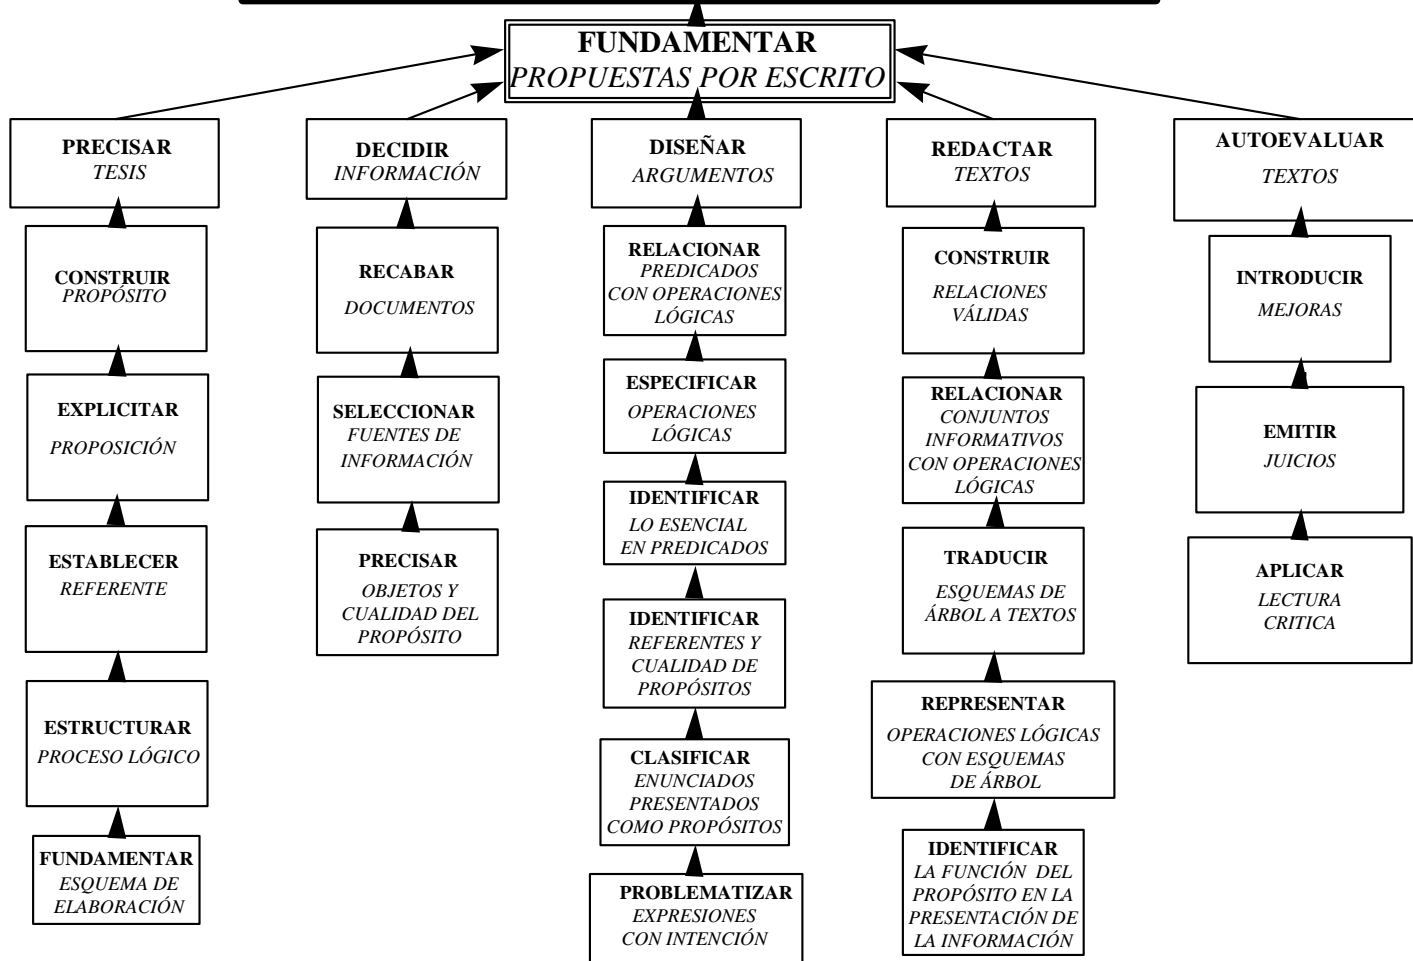 FUNDAMENTAR
PROPUESTAS POR ESCRITO
PRECISAR
TESIS
CONSTRUIR
PROPÓSITO
EXPLICITAR
PROPOSICIÓN
ESTABLECER
REFERENTE
ESTRUCTURAR
PROCESO LÓGICO
FUNDAMENTAR
ESQUEMA DE
ELABORACIÓN
DECIDIR
INFORMACIÓN
RECABAR
DOCUMENTOS
SELECCIONAR
FUENTES DE
INFORMACIÓN
PRECISAR
OBJETOS Y
CUALIDAD DEL
PROPÓSITO
DISEÑAR
ARGUMENTOS
RELACIONAR
PREDICADOS
CON OPERACIONES
LÓGICAS
ESPECIFICAR
OPERACIONES
LÓGICAS
IDENTIFICAR
LO ESENCIAL
EN PREDICADOS
IDENTIFICAR
REFERENTES Y
CUALIDAD DE
PROPÓSITOS
CLASIFICAR
ENUNCIADOS
PRESENTADOS
COMO PROPÓSITOS
PROBLEMATIZAR
EXPRESIONES
CON INTENCIÓN
REDACTAR
TEXTOS
CONSTRUIR
RELACIONES
VÁLIDAS
RELACIONAR
CONJUNTOS
INFORMATIVOS
CON OPERACIONES
LÓGICAS
TRADUCIR
ESQUEMAS DE
ÁRBOL A TEXTOS
REPRESENTAR
OPERACIONES LÓGICAS
CON ESQUEMAS
DE ÁRBOL
IDENTIFICAR
LA FUNCIÓN DEL
PROPÓSITO EN LA
PRESENTACIÓN DE
LA INFORMACIÓN
AUTOEVALUAR
TEXTOS
INTRODUCIR
MEJORAS
EMITIR
JUICIOS
APLICAR
LECTURA
CRITICA